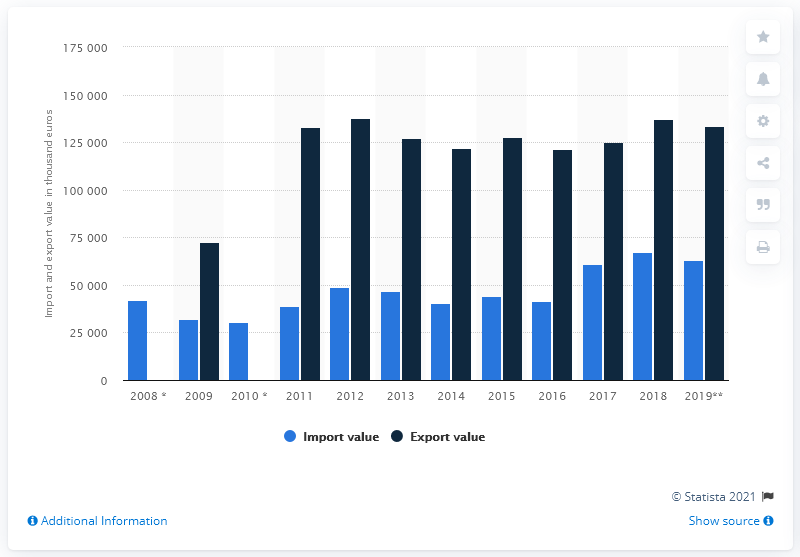 175 000
150 000
125 000
100 000
75 000
50 000
25 000
0
Import and export value in thousand euros
2008 * 2009 2010 * 2011 2012 2013 2014 2015 2016 2017 2018 2019**
Import value Export value
© Statista 2021
Additional Information Show source